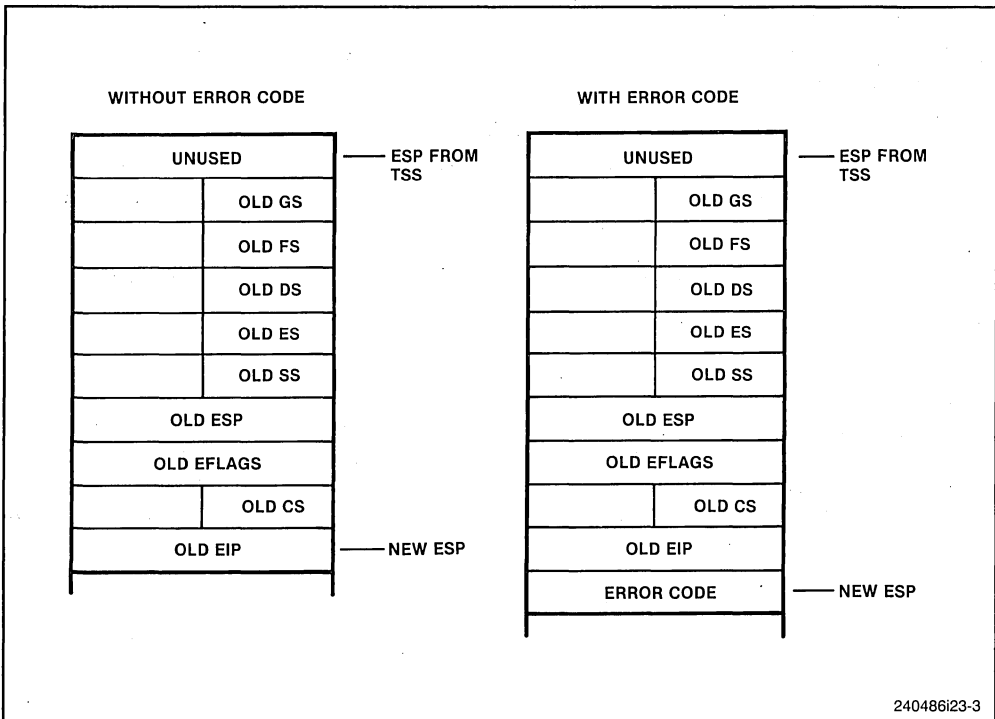 WITHOUT ERROR CODE
UNUSED
ESP FROM
TSS
OLD GS
OLD FS
OLD DS
OLD ES
OLD SS
OLD ESP
OLD EFLAGS
OLD CS
OLD EIP
NEW ESP
WITH ERROR CODE
UNUSED
ESP FROM
TSS
OLD GS
OLD FS
OLD DS
OLD ES
OLD SS
OLD ESP
OLD EFLAGS
OLD CS
OLD EIP
ERROR CODE
NEW ESP
240486i23-3